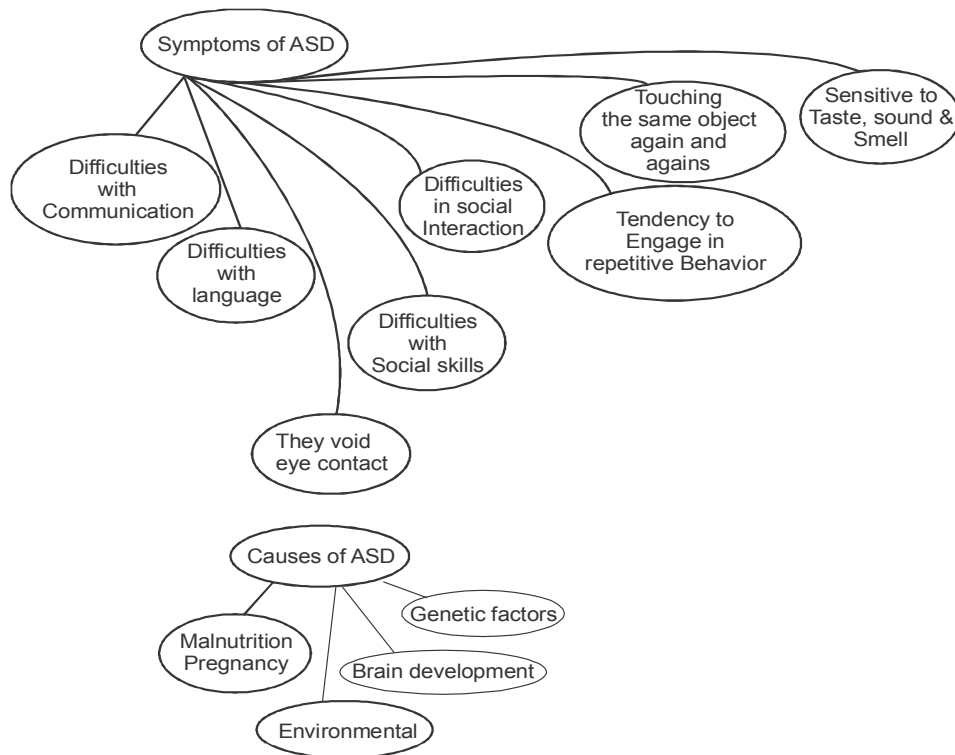 Symptoms of ASD
Difficulties
with
Communication
Difficulties
with
language
They void
eye contact
Difficulties
with
Social skills
Difficulties
in social
Interaction
Tendency to
Engage in
repetitive Behavior
Touching
the same object
again and
agains
Sensitive to
Taste, sound &
Smell
Causes of ASD
Malnutrition
Pregnancy
Environmental
Brain development
Genetic factors